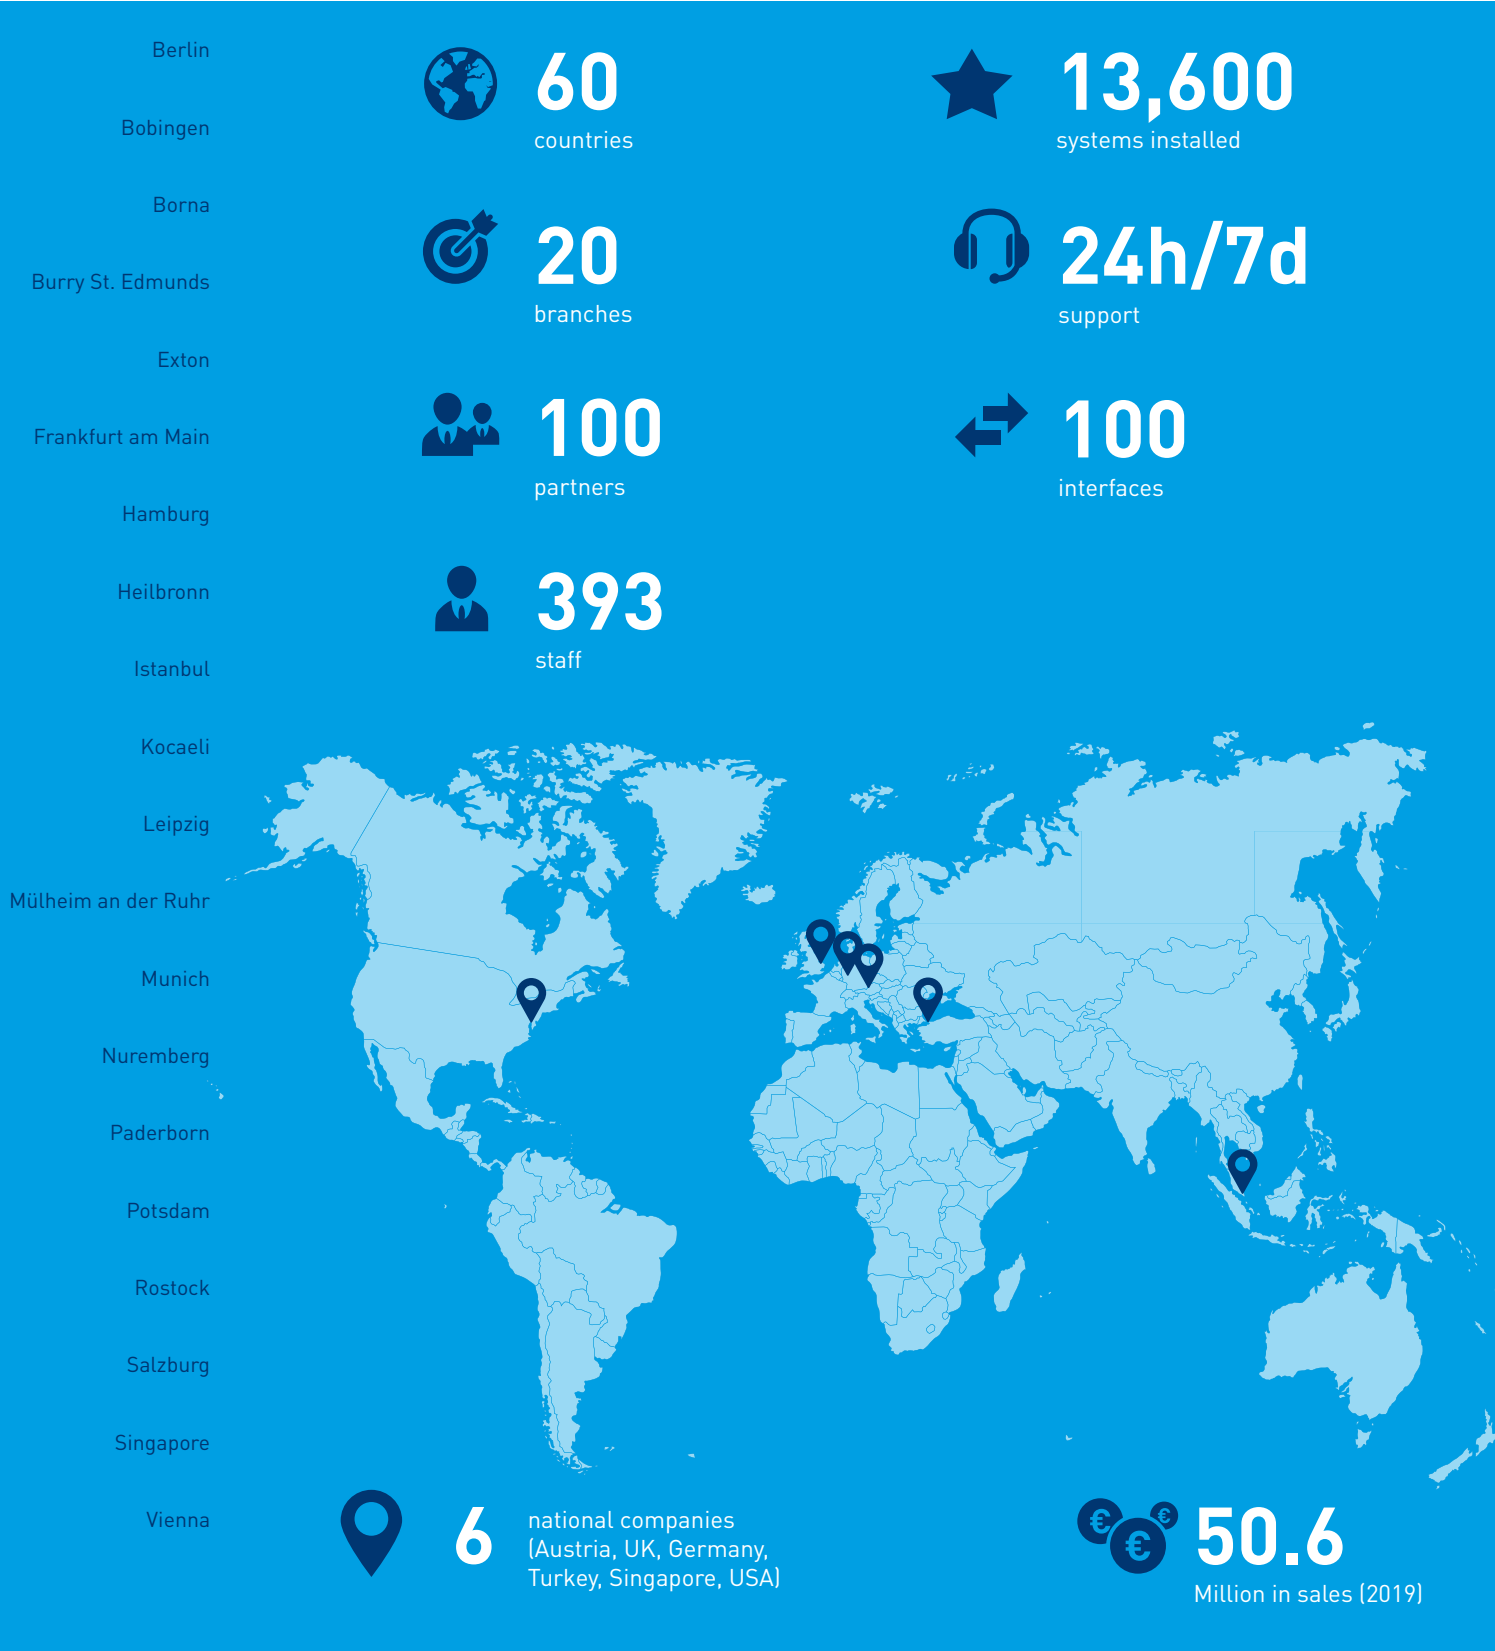 Berlin
Bobingen
Borna
Burry St. Edmunds
Exton
Frankfurt am Main
Hamburg
Heilbronn
Istanbul
Kocaeli
Leipzig
Mülheim an der Ruhr
Munich
Nuremberg
Paderborn
Potsdam
Rostock
Salzburg
Singapore
Vienna
60
countries
20
branches
100
partners
393
staff
13,600
systems installed
24h/7d
support
100
interfaces
6
national companies
(Austria, UK, Germany,
Turkey, Singapore, USA)
€ € €
50.6
Million in sales (2019)